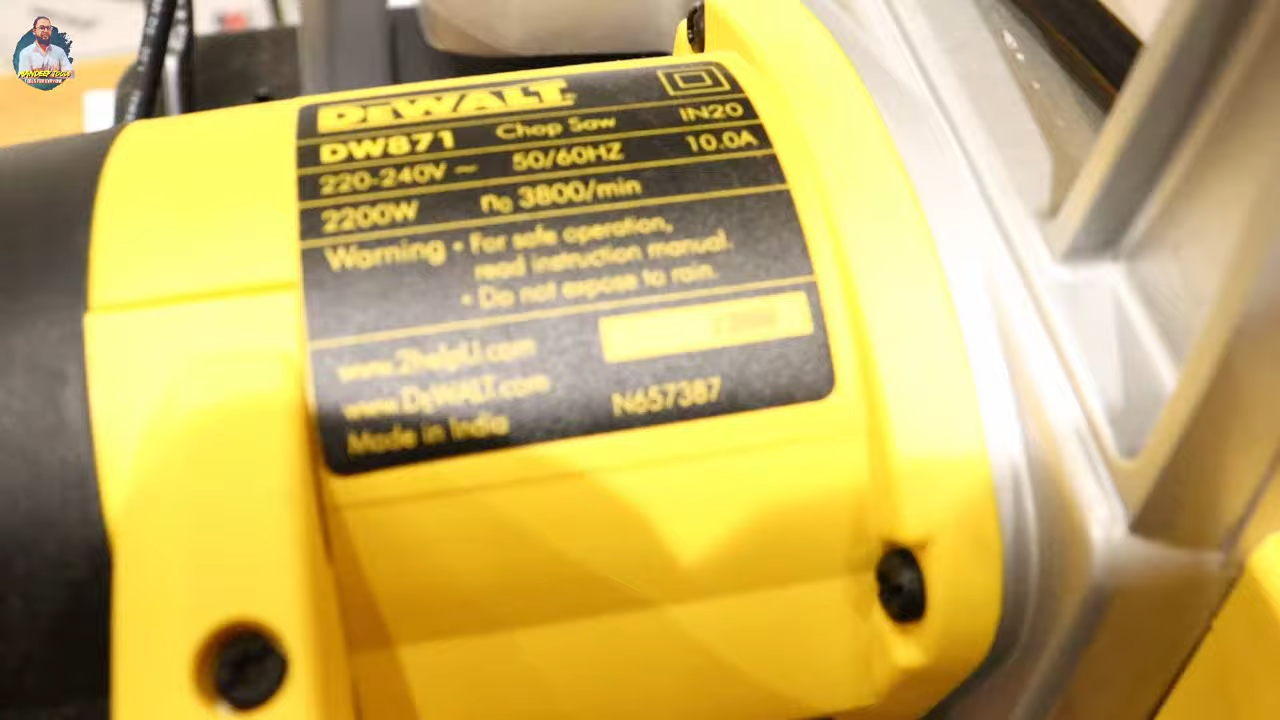 DEWALT
DW871 Chop Saw IN20
220-240V ~ 50/60HZ 10.0A
2200W n₀ 3800/min
Warning • For safe operation,
read instruction manual.
• Do not expose to rain.
www.2helpU.com
www.DeWALT.com
Made in India N657387